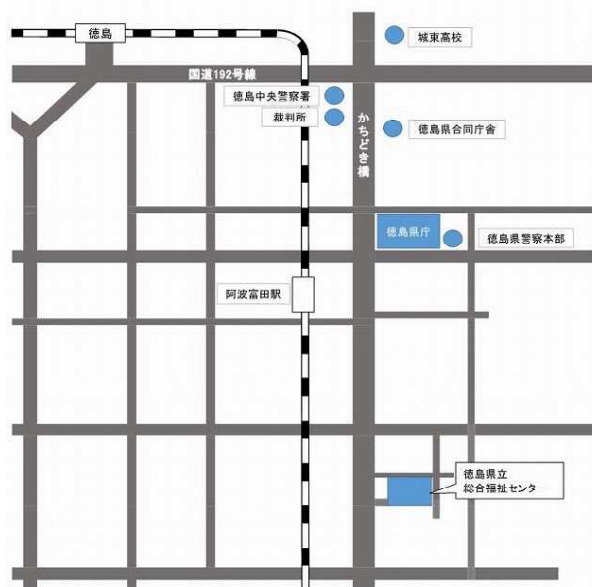 徳島
城東高校
国道192号線
徳島中央警察署
裁判所
かちどき橋
徳島県合同庁舎
徳島県庁
徳島県警察本部
阿波富田駅
徳島県立
総合福祉センタ